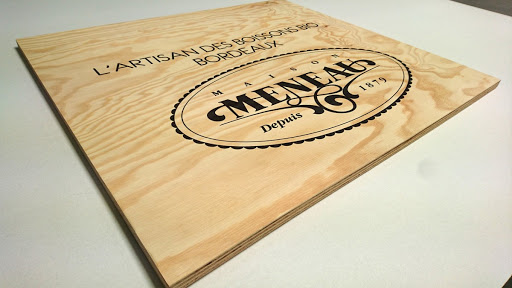 L'ARTISAN DES BOISSONS BIO
BORDEAUX
MAISON
MENEAU
Depuis 1879